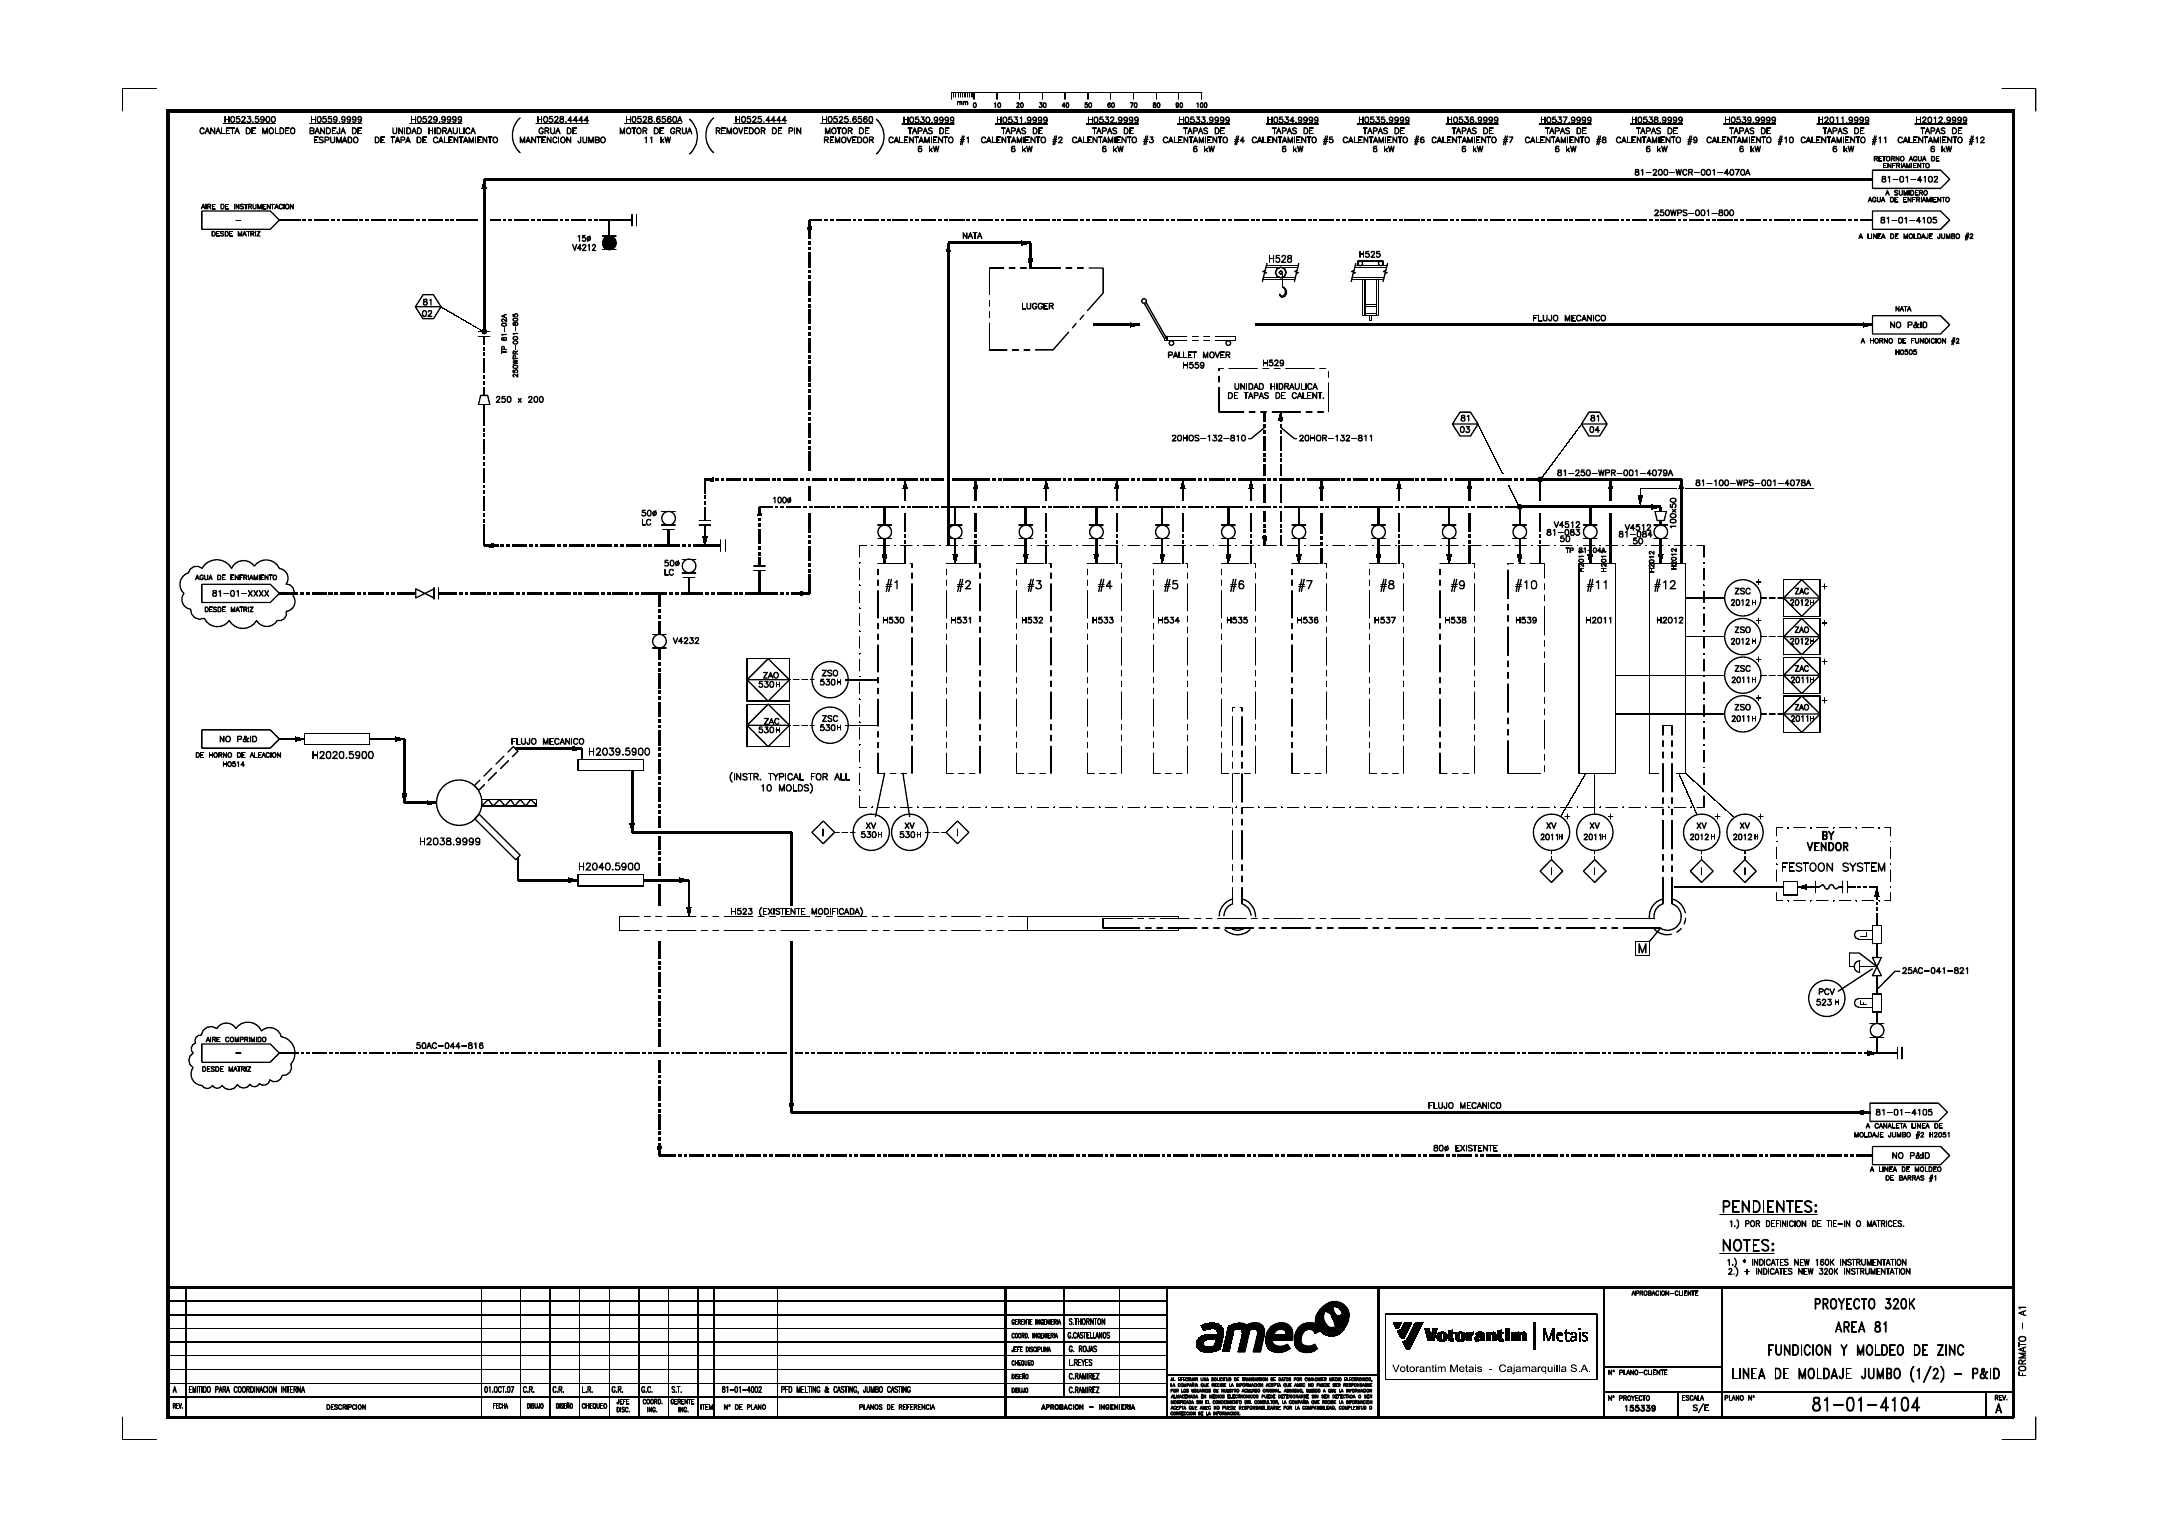 mm 0 10 20 30 40 50 60 70 80 90 100
H0523.5900
CANALETA DE MOLDEO
H0559.9999
BANDEJA DE
ESPUMADO
H0529.9999
UNIDAD HIDRAULICA
DE TAPA DE CALENTAMIENTO
H0528.4444
GRUA DE
MANTENCION JUMBO
H0528.6560A
MOTOR DE GRUA
11 kW
H0525.4444
REMOVEDOR DE PIN
H0525.6560
MOTOR DE
REMOVEDOR
H0530.9999
TAPAS DE
CALENTAMIENTO #1
6 kW
H0531.9999
TAPAS DE
CALENTAMIENTO #2
6 kW
H0532.9999
TAPAS DE
CALENTAMIENTO #3
6 kW
H0533.9999
TAPAS DE
CALENTAMIENTO #4
6 kW
H0534.9999
TAPAS DE
CALENTAMIENTO #5
6 kW
H0535.9999
TAPAS DE
CALENTAMIENTO #6
6 kW
H0536.9999
TAPAS DE
CALENTAMIENTO #7
6 kW
H0537.9999
TAPAS DE
CALENTAMIENTO #8
6 kW
H0538.9999
TAPAS DE
CALENTAMIENTO #9
6 kW
H0539.9999
TAPAS DE
CALENTAMIENTO #10
6 kW
H2011.9999
TAPAS DE
CALENTAMIENTO #11
6 kW
H2012.9999
TAPAS DE
CALENTAMIENTO #12
6 kW
RETORNO AGUA DE
ENFRIAMIENTO
81-01-4102
A SUMIDERO
AGUA DE ENFRIAMIENTO
81-200-WCR-001-4070A
AIRE DE INSTRUMENTACION
-
DESDE MATRIZ
15ø
V4212
250WPS-001-800
81-01-4105
A LINEA DE MOLDAJE JUMBO #2
NATA
LUGGER
H528
H525
81
02
TP 81-02A
250WPR-001-805
250 x 200
PALLET MOVER
H559
FLUJO MECANICO
NATA
NO P&ID
A HORNO DE FUNDICION #2
H0505
H529
UNIDAD HIDRAULICA
DE TAPAS DE CALENT.
20HOS-132-810
20HOR-132-811
81
03
81
04
81-250-WPR-001-4079A
81-100-WPS-001-4078A
100ø
50ø
LC
50ø
LC
100x50
V4512
81-083
50
V4512
81-084
50
TP 81-04A
H2011
H2011
H2012
H2012
AGUA DE ENFRIAMIENTO
81-01-XXXX
DESDE MATRIZ
V4232
#1
#2
#3
#4
#5
#6
#7
#8
#9
#10
#11
#12
H530
H531
H532
H533
H534
H535
H536
H537
H538
H539
H2011
H2012
ZSC
2012H
+
ZAC
2012H
+
ZSO
2012H
+
ZAO
2012H
+
ZSC
2011H
+
ZAC
2011H
+
ZSO
2011H
+
ZAO
2011H
+
ZAO
530H
ZSO
530H
ZAC
530H
ZSC
530H
(INSTR. TYPICAL FOR ALL
10 MOLDS)
I
XV
530H
XV
530H
I
XV
2011H
+
XV
2011H
+
XV
2012H
+
XV
2012H
+
I
I
I
I
NO P&ID
DE HORNO DE ALEACION
H0514
H2020.5900
FLUJO MECANICO
H2039.5900
H2038.9999
H2040.5900
H523 (EXISTENTE MODIFICADA)
M
BY
VENDOR
FESTOON SYSTEM
L
25AC-041-821
PCV
523 H
F
AIRE COMPRIMIDO
-
DESDE MATRIZ
50AC-044-816
FLUJO MECANICO
81-01-4105
A CANALETA LINEA DE
MOLDAJE JUMBO #2 H2051
80ø EXISTENTE
NO P&ID
A LINEA DE MOLDEO
DE BARRAS #1
PENDIENTES:
1.) POR DEFINICION DE TIE-IN O MATRICES.
NOTES:
1.) * INDICATES NEW 160K INSTRUMENTATION
2.) + INDICATES NEW 320K INSTRUMENTATION
A EMITIDO PARA COORDINACION INTERNA 01.OCT.07 C.R. C.R. L.R. G.R. G.C. S.T.
REV. DESCRIPCION FECHA DIBUJO DISEÑO CHEQUEO JEFE DISC. COORD. ING. GERENTE ING. ITEM
81-01-4002 PFD MELTING & CASTING, JUMBO CASTING
N° DE PLANO PLANOS DE REFERENCIA
GERENTE INGENIERIA S.THORNTON
COORD. INGENIERIA G.CASTELLANOS
JEFE DISCIPLINA G. ROJAS
CHEQUEO L.REYES
DISEÑO C.RAMIREZ
DIBUJO C.RAMIREZ
APROBACION - INGENIERIA
amec
Votorantim | Metais
Votorantim Metais - Cajamarquilla S.A.
APROBACION-CLIENTE
N° PLANO-CLIENTE
N° PROYECTO
155339
ESCALA
S/E
PROYECTO 320K
AREA 81
FUNDICION Y MOLDEO DE ZINC
LINEA DE MOLDAJE JUMBO (1/2) - P&ID
PLANO N°
81-01-4104
REV.
A
FORMATO - A1